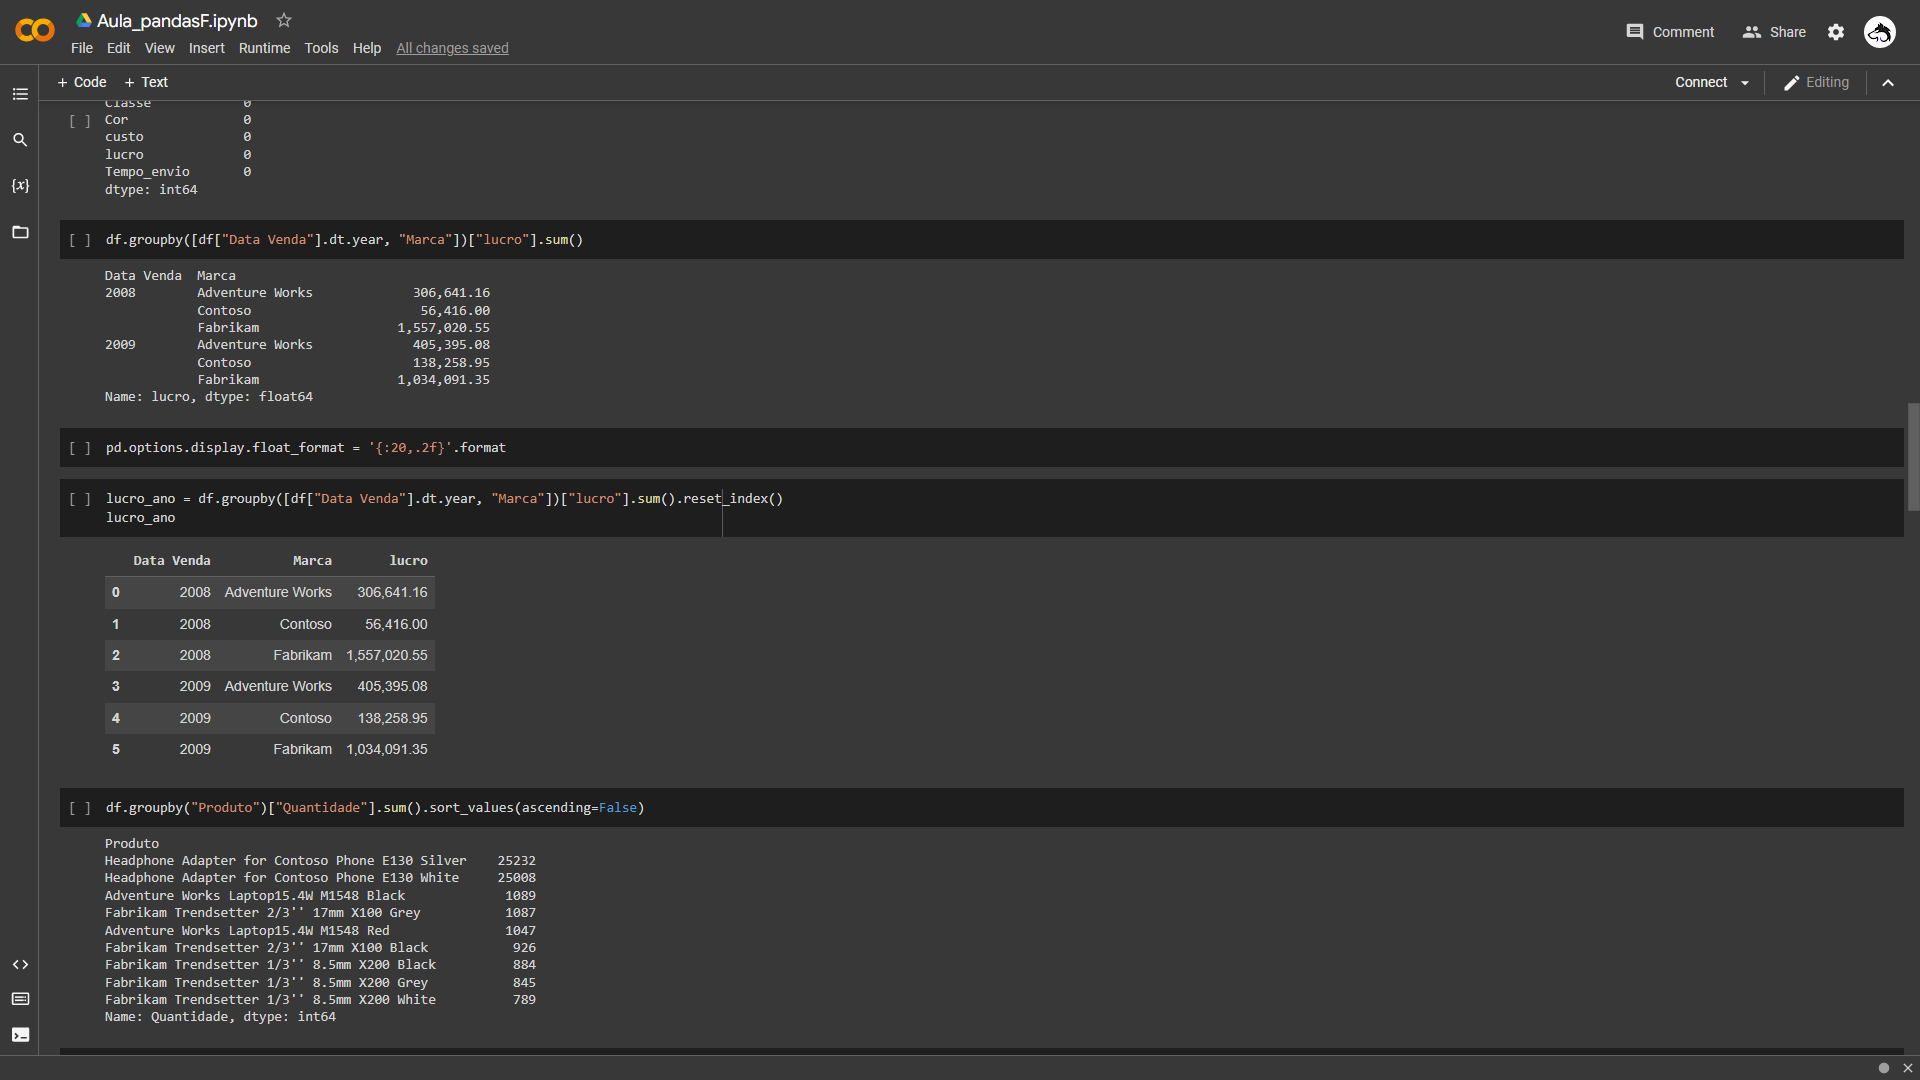 Aula_pandasF.ipynb
File Edit View Insert Runtime Tools Help All changes saved
Comment Share
+ Code + Text
Connect Editing
Classe 0
[ ] Cor 0
custo 0
lucro 0
Tempo_envio 0
dtype: int64
[ ] df.groupby([df["Data Venda"].dt.year, "Marca"])["lucro"].sum()
Data Venda Marca
2008 Adventure Works 306,641.16
Contoso 56,416.00
Fabrikam 1,557,020.55
2009 Adventure Works 405,395.08
Contoso 138,258.95
Fabrikam 1,034,091.35
Name: lucro, dtype: float64
[ ] pd.options.display.float_format = '{:20,.2f}'.format
[ ] lucro_ano = df.groupby([df["Data Venda"].dt.year, "Marca"])["lucro"].sum().reset_index()
lucro_ano
Data Venda Marca lucro
0 2008 Adventure Works 306,641.16
1 2008 Contoso 56,416.00
2 2008 Fabrikam 1,557,020.55
3 2009 Adventure Works 405,395.08
4 2009 Contoso 138,258.95
5 2009 Fabrikam 1,034,091.35
[ ] df.groupby("Produto")["Quantidade"].sum().sort_values(ascending=False)
Produto
Headphone Adapter for Contoso Phone E130 Silver 25232
Headphone Adapter for Contoso Phone E130 White 25008
Adventure Works Laptop15.4W M1548 Black 1089
Fabrikam Trendsetter 2/3'' 17mm X100 Grey 1087
Adventure Works Laptop15.4W M1548 Red 1047
Fabrikam Trendsetter 2/3'' 17mm X100 Black 926
Fabrikam Trendsetter 1/3'' 8.5mm X200 Black 884
Fabrikam Trendsetter 1/3'' 8.5mm X200 Grey 845
Fabrikam Trendsetter 1/3'' 8.5mm X200 White 789
Name: Quantidade, dtype: int64